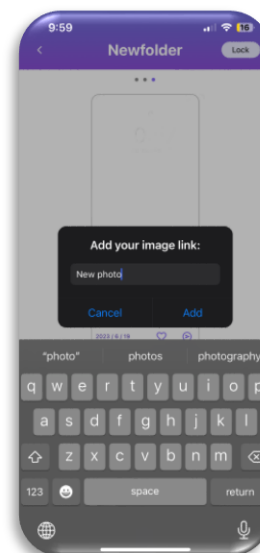 9:59
16
Newfolder
Lock
Add your image link:
New photo
Cancel
Add
2023 | 6 | 19
"photo"
photos
photography
q w e r t y u i o p
a s d f g h j k l
z x c v b n m
123
space
return